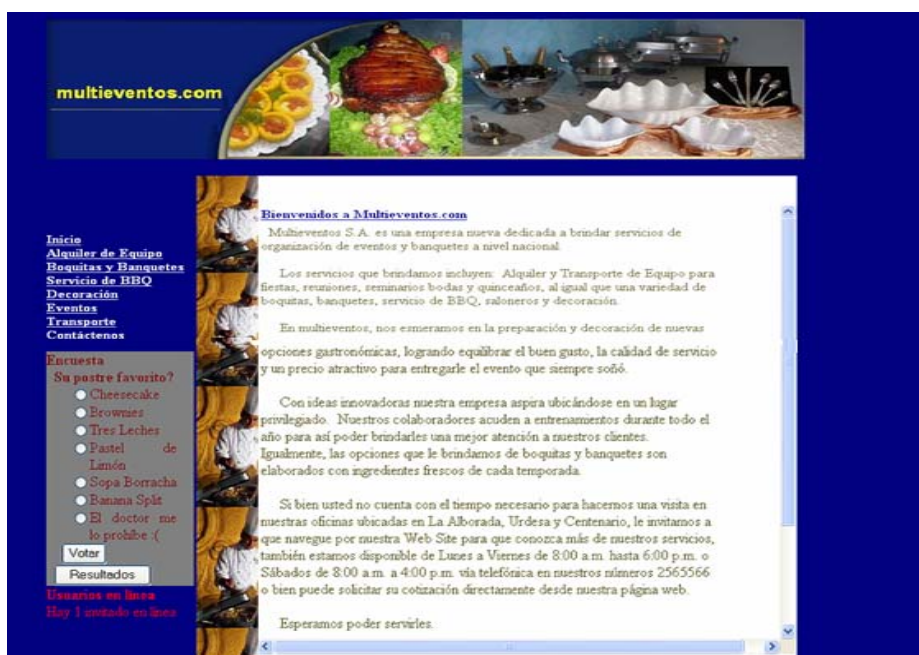 multieventos.com
Inicio
Alquiler de Equipo
Boquitas y Banquetes
Servicio de BBQ
Decoración
Eventos
Transporte
Contáctenos
Encuesta
Su postre favorito?
Cheesecake
Brownies
Tres Leches
Pastel de
Limón
Sopa Borracha
Banana Split
El doctor me
lo prohibe :(
Votar
Resultados
Usuarios en linea
Hay 1 invitado en línea
Bienvenidos a Multieventos.com
Multieventos S.A. es una empresa nueva dedicada a brindar servicios de
organización de eventos y banquetes a nivel nacional.
Los servicios que brindamos incluyen: Alquiler y Transporte de Equipo para
fiestas, reuniones, seminarios bodas y quinceaños, al igual que una variedad de
boquitas, banquetes, servicio de BBQ, saloneros y decoración.
En multieventos, nos esmeramos en la preparación y decoración de nuevas
opciones gastronómicas, logrando equilibrar el buen gusto, la calidad de servicio
y un precio atractivo para entregarle el evento que siempre soñó.
Con ideas innovadoras nuestra empresa aspira ubicándose en un lugar
privilegiado. Nuestros colaboradores acuden a entrenamientos durante todo el
año para así poder brindarles una mejor atención a nuestros clientes.
Igualmente, las opciones que le brindamos de boquitas y banquetes son
elaborados con ingredientes frescos de cada temporada.
Si bien usted no cuenta con el tiempo necesario para hacernos una visita en
nuestras oficinas ubicadas en La Alborada, Urdesa y Centenario, le invitamos a
que navegue por nuestra Web Site para que conozca más de nuestros servicios,
también estamos disponible de Lunes a Viernes de 8:00 a.m. hasta 6:00 p.m. o
Sábados de 8:00 a.m. a 4:00 p.m. vía telefónica en nuestros números 2565566
o bien puede solicitar su cotización directamente desde nuestra página web.
Esperamos poder servirles.